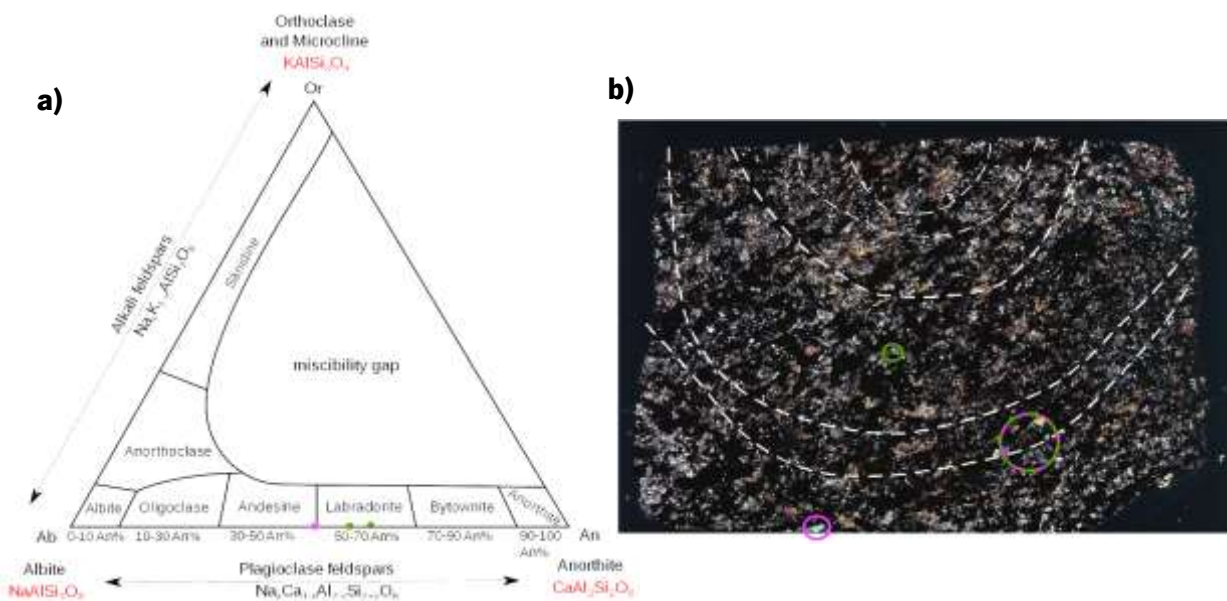 a)
b)
Orthoclase
and Microcline
KAlSi₃O₈
Or
Alkali feldspars
Sanidine
miscibility gap
Anorthoclase
Albite
Oligoclase
Andesine
Labradorite
Bytownite
Anorthite
Ab
0-10 An%
10-30 An%
30-50 An%
50-70 An%
70-90 An%
90-100
An%
An
Albite
NaAlSi₃O₈
Plagioclase feldspars
Anorthite
CaAl₂Si₂O₈